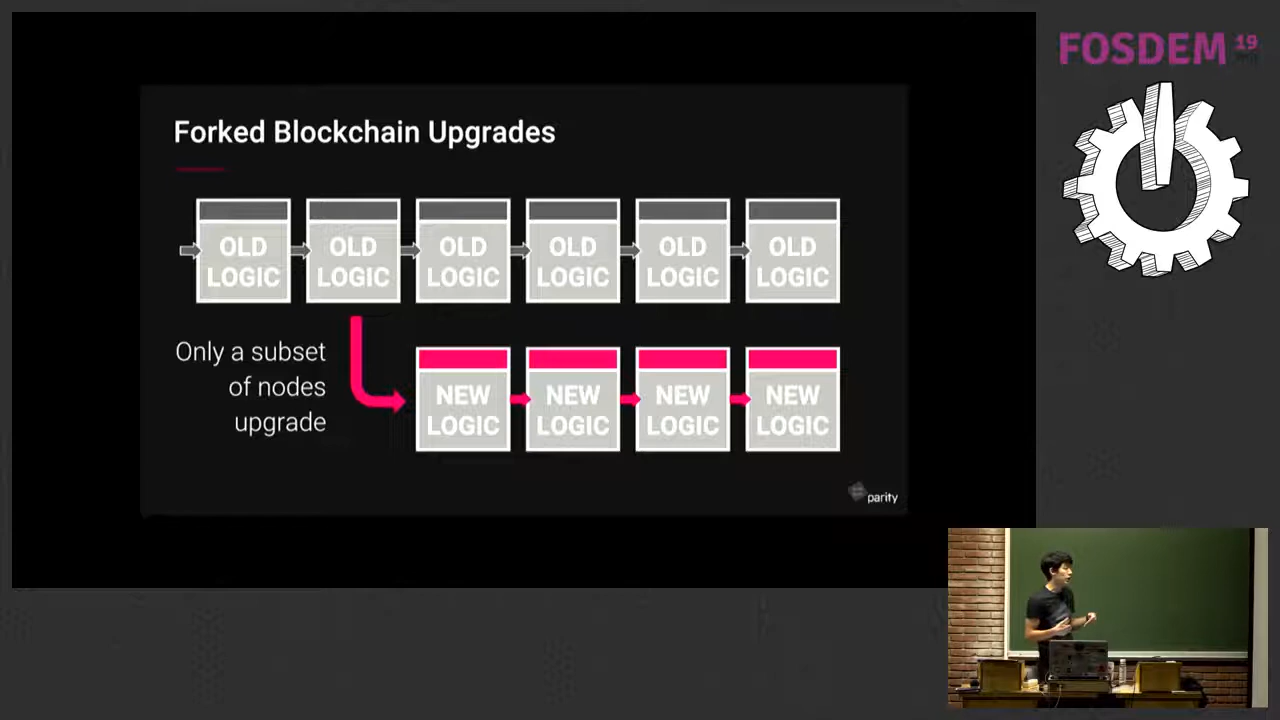 FOSDEM 19
Forked Blockchain Upgrades
OLD LOGIC
OLD LOGIC
OLD LOGIC
OLD LOGIC
OLD LOGIC
OLD LOGIC
Only a subset
of nodes
upgrade
NEW LOGIC
NEW LOGIC
NEW LOGIC
NEW LOGIC
parity